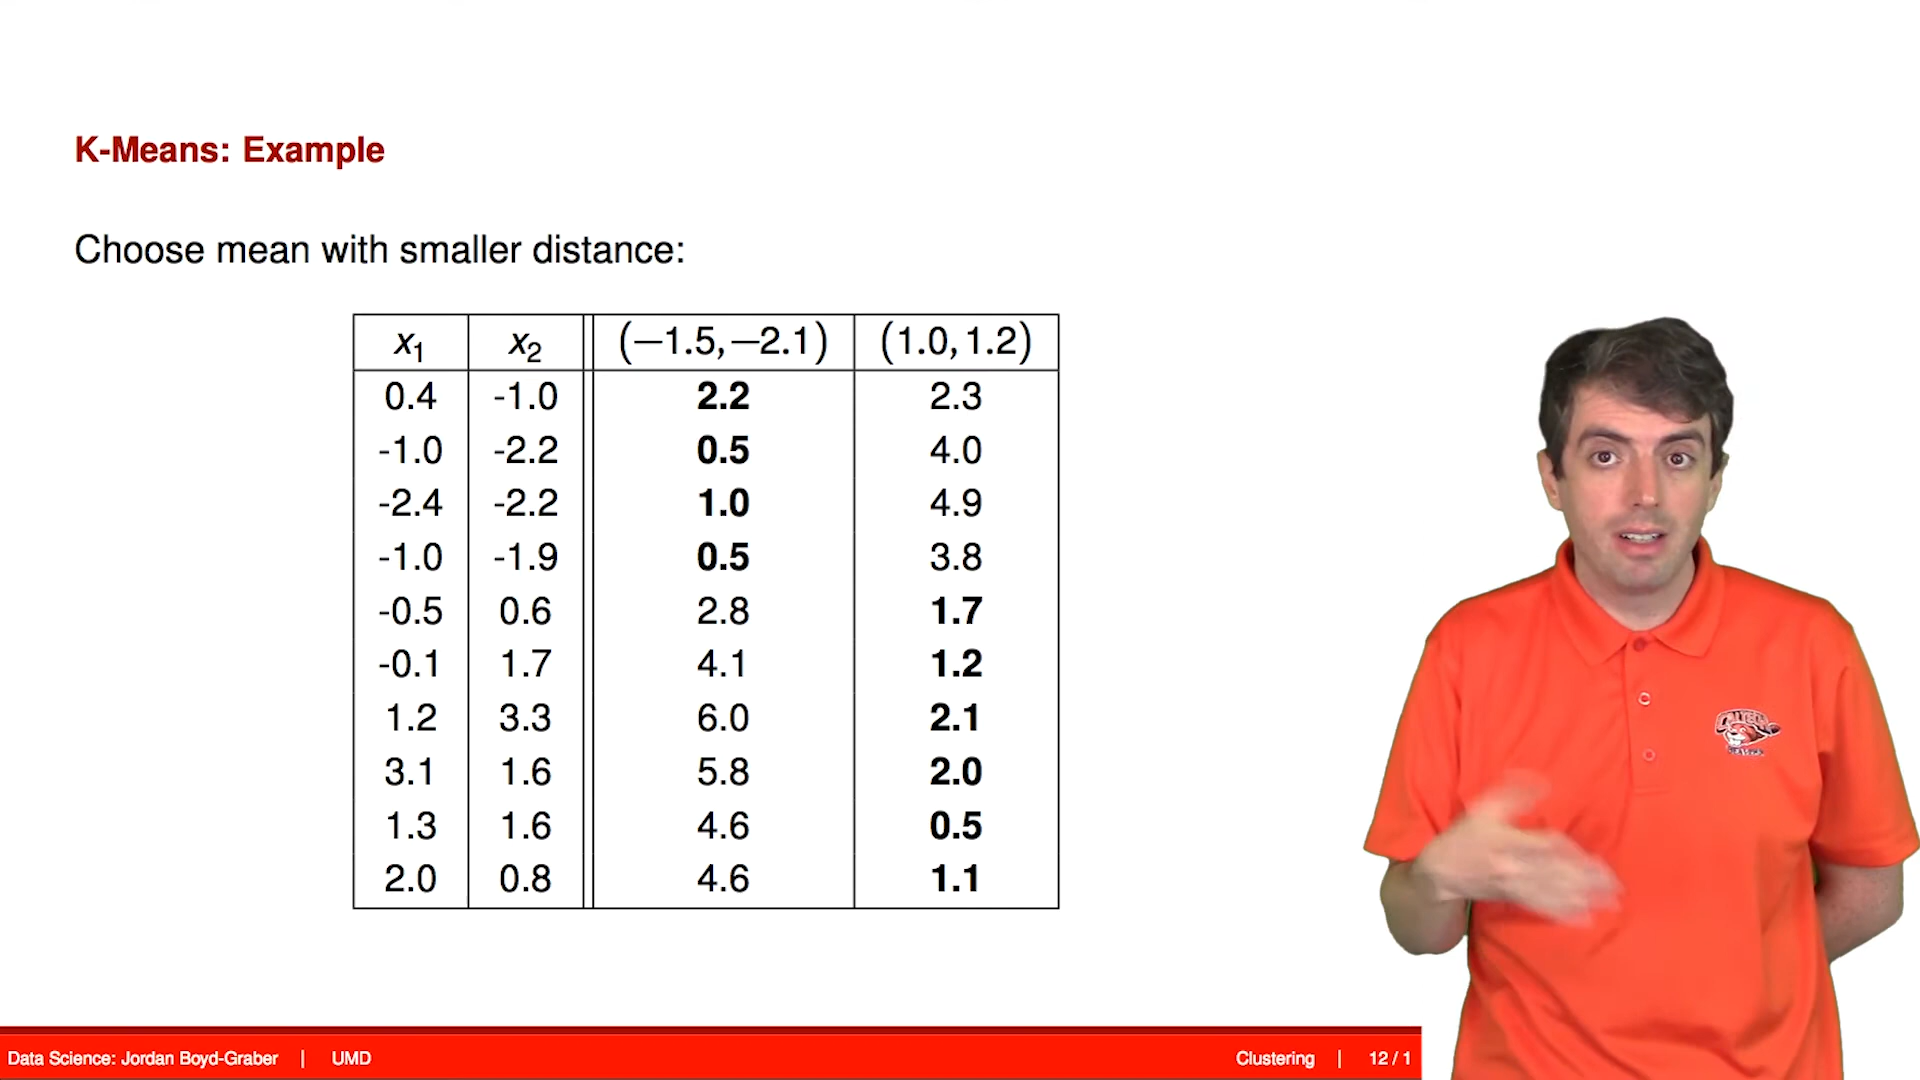 K-Means: Example
Choose mean with smaller distance:
x1 x2 (−1.5,−2.1) (1.0,1.2)
0.4 -1.0 2.2 2.3
-1.0 -2.2 0.5 4.0
-2.4 -2.2 1.0 4.9
-1.0 -1.9 0.5 3.8
-0.5 0.6 2.8 1.7
-0.1 1.7 4.1 1.2
1.2 3.3 6.0 2.1
3.1 1.6 5.8 2.0
1.3 1.6 4.6 0.5
2.0 0.8 4.6 1.1
Data Science: Jordan Boyd-Graber | UMD Clustering | 12 / 1